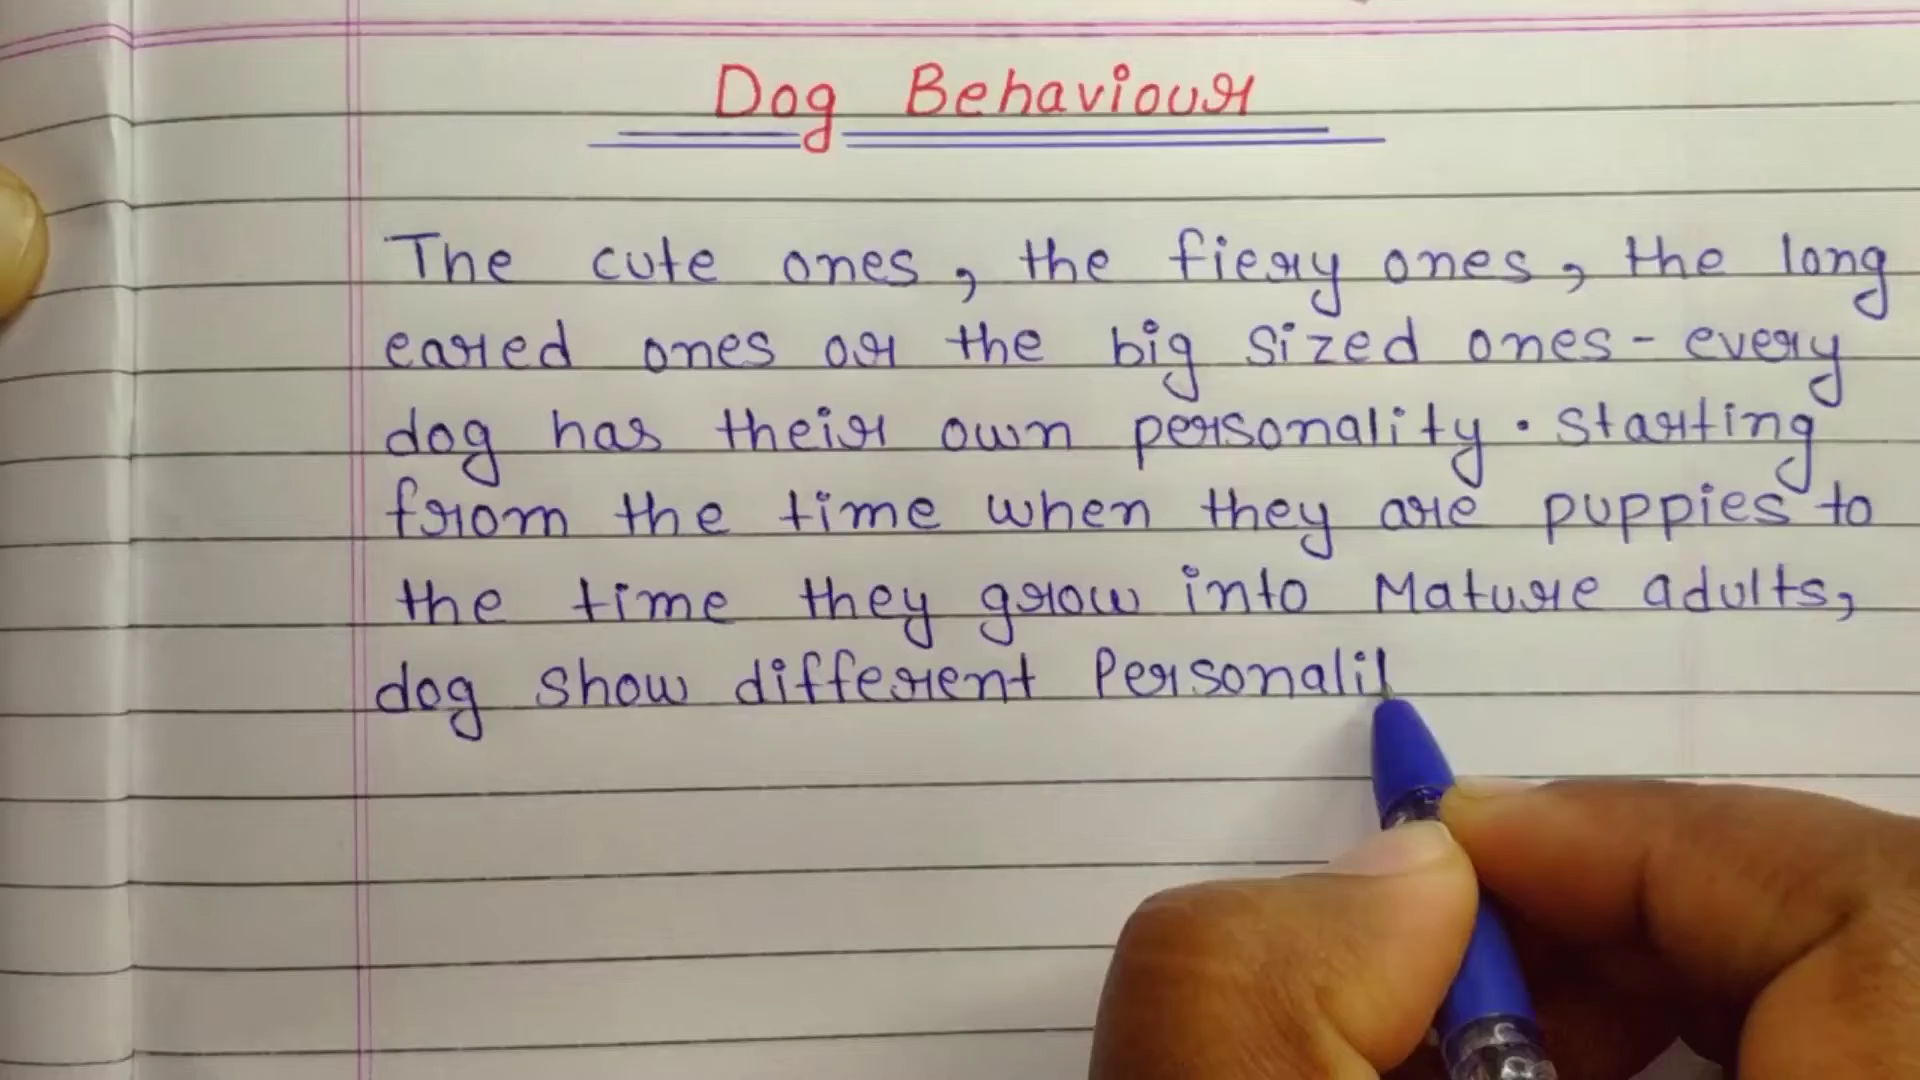 Dog Behaviour
The cute ones, the fiery ones, the long
eared ones or the big sized ones - every
dog has their own personality. Starting
from the time when they are puppies to
the time they grow into Mature adults,
dog show different